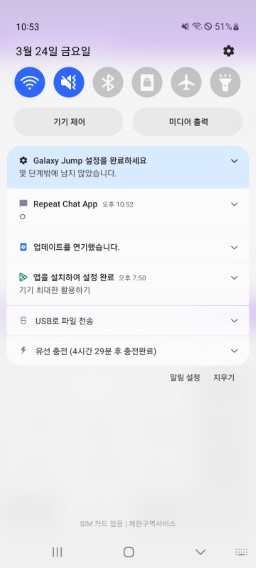 10:53
51%
3월 24일 금요일
기기 제어
미디어 출력
Galaxy Jump 설정을 완료하세요
몇 단계밖에 남지 않았습니다.
Repeat Chat App 오후 10:52
ㅇ
업데이트를 연기했습니다.
앱을 설치하여 설정 완료 오후 7:50
기기 최대한 활용하기
USB로 파일 전송
유선 충전 (4시간 29분 후 충전완료)
알림 설정
지우기
SIM 카드 없음 | 제한구역서비스